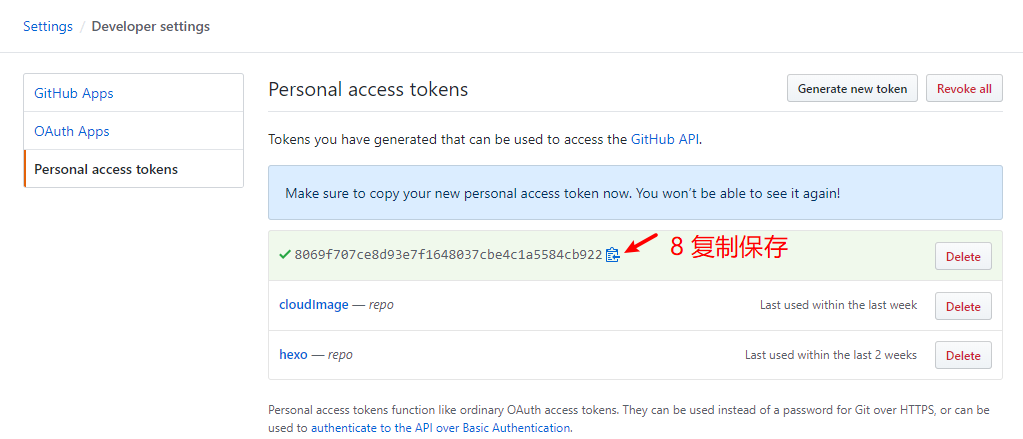 Settings / Developer settings
GitHub Apps
OAuth Apps
Personal access tokens
Personal access tokens
Generate new token
Revoke all
Tokens you have generated that can be used to access the GitHub API.
Make sure to copy your new personal access token now. You won't be able to see it again!
8069f707ce8d93e7f1648037cbe4c1a5584cb922
8 复制保存
Delete
cloudImage — repo
Last used within the last week
Delete
hexo — repo
Last used within the last 2 weeks
Delete
Personal access tokens function like ordinary OAuth access tokens. They can be used instead of a password for Git over HTTPS, or can be
used to authenticate to the API over Basic Authentication.